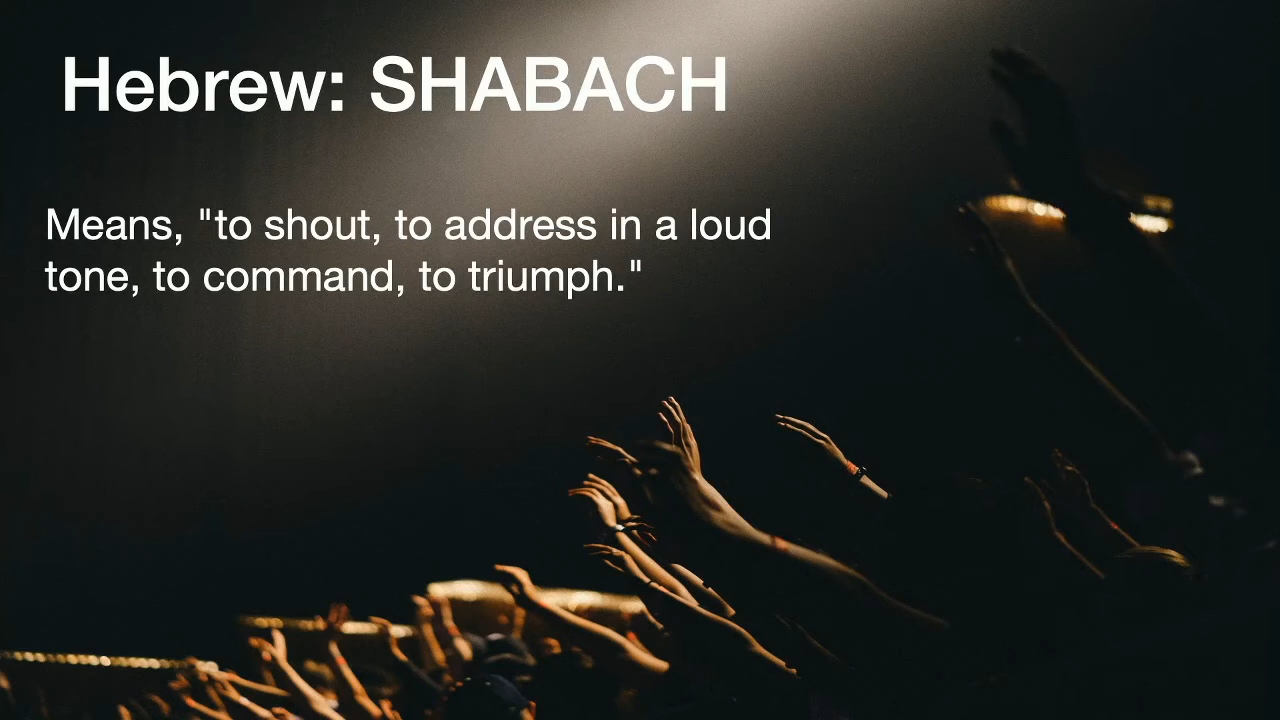 Hebrew: SHABACH
Means, "to shout, to address in a loud
tone, to command, to triumph."